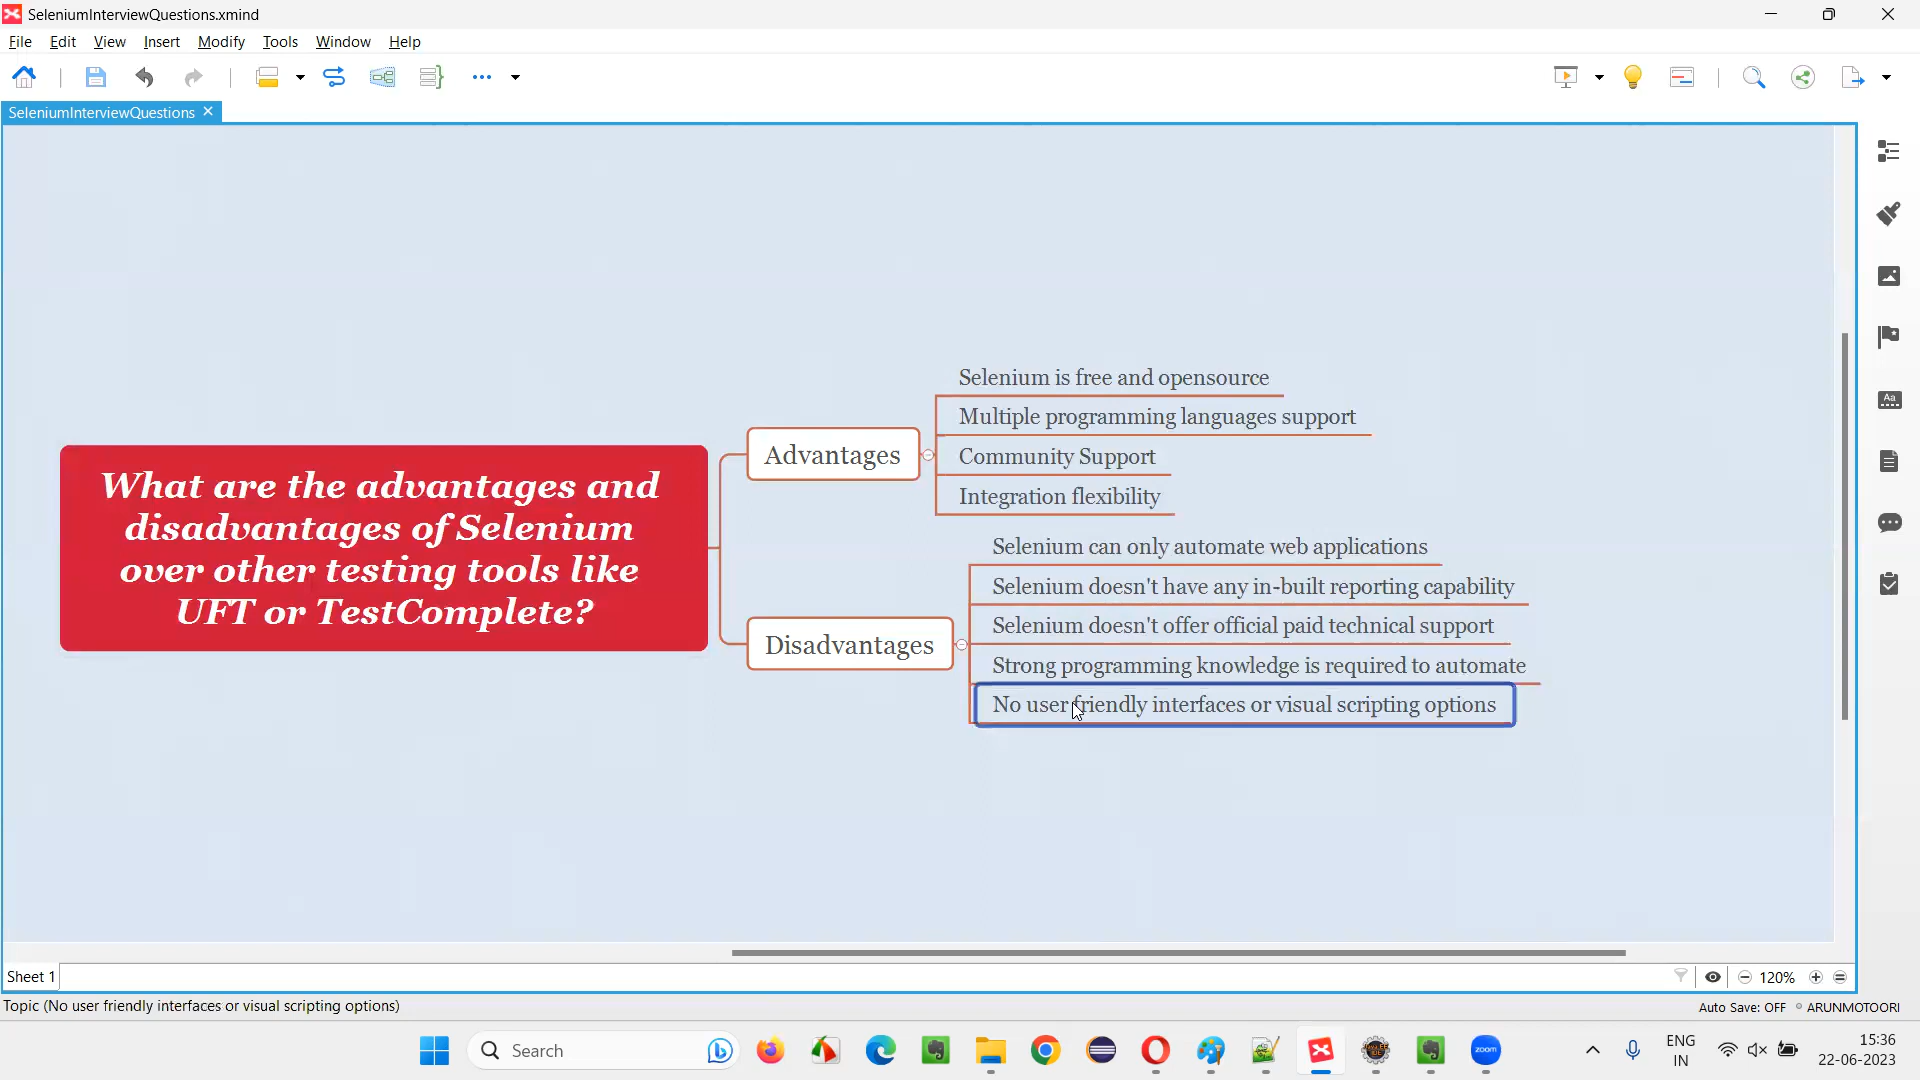 SeleniumInterviewQuestions.xmind
File Edit View Insert Modify Tools Window Help
SeleniumInterviewQuestions
What are the advantages and
disadvantages of Selenium
over other testing tools like
UFT or TestComplete?
Advantages
Selenium is free and opensource
Multiple programming languages support
Community Support
Integration flexibility
Disadvantages
Selenium can only automate web applications
Selenium doesn't have any in-built reporting capability
Selenium doesn't offer official paid technical support
Strong programming knowledge is required to automate
No user friendly interfaces or visual scripting options
Aa
Sheet 1
120%
Topic (No user friendly interfaces or visual scripting options)
Auto Save: OFF
ARUNMOTOORI
Search
zoom
ENG
IN
15:36
22-06-2023